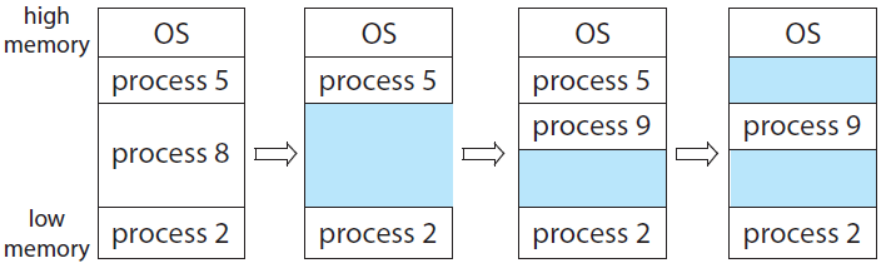 high
memory
OS
OS
OS
OS
process 5
process 5
process 5
process 9
process 9
process 8
low
memory
process 2
process 2
process 2
process 2